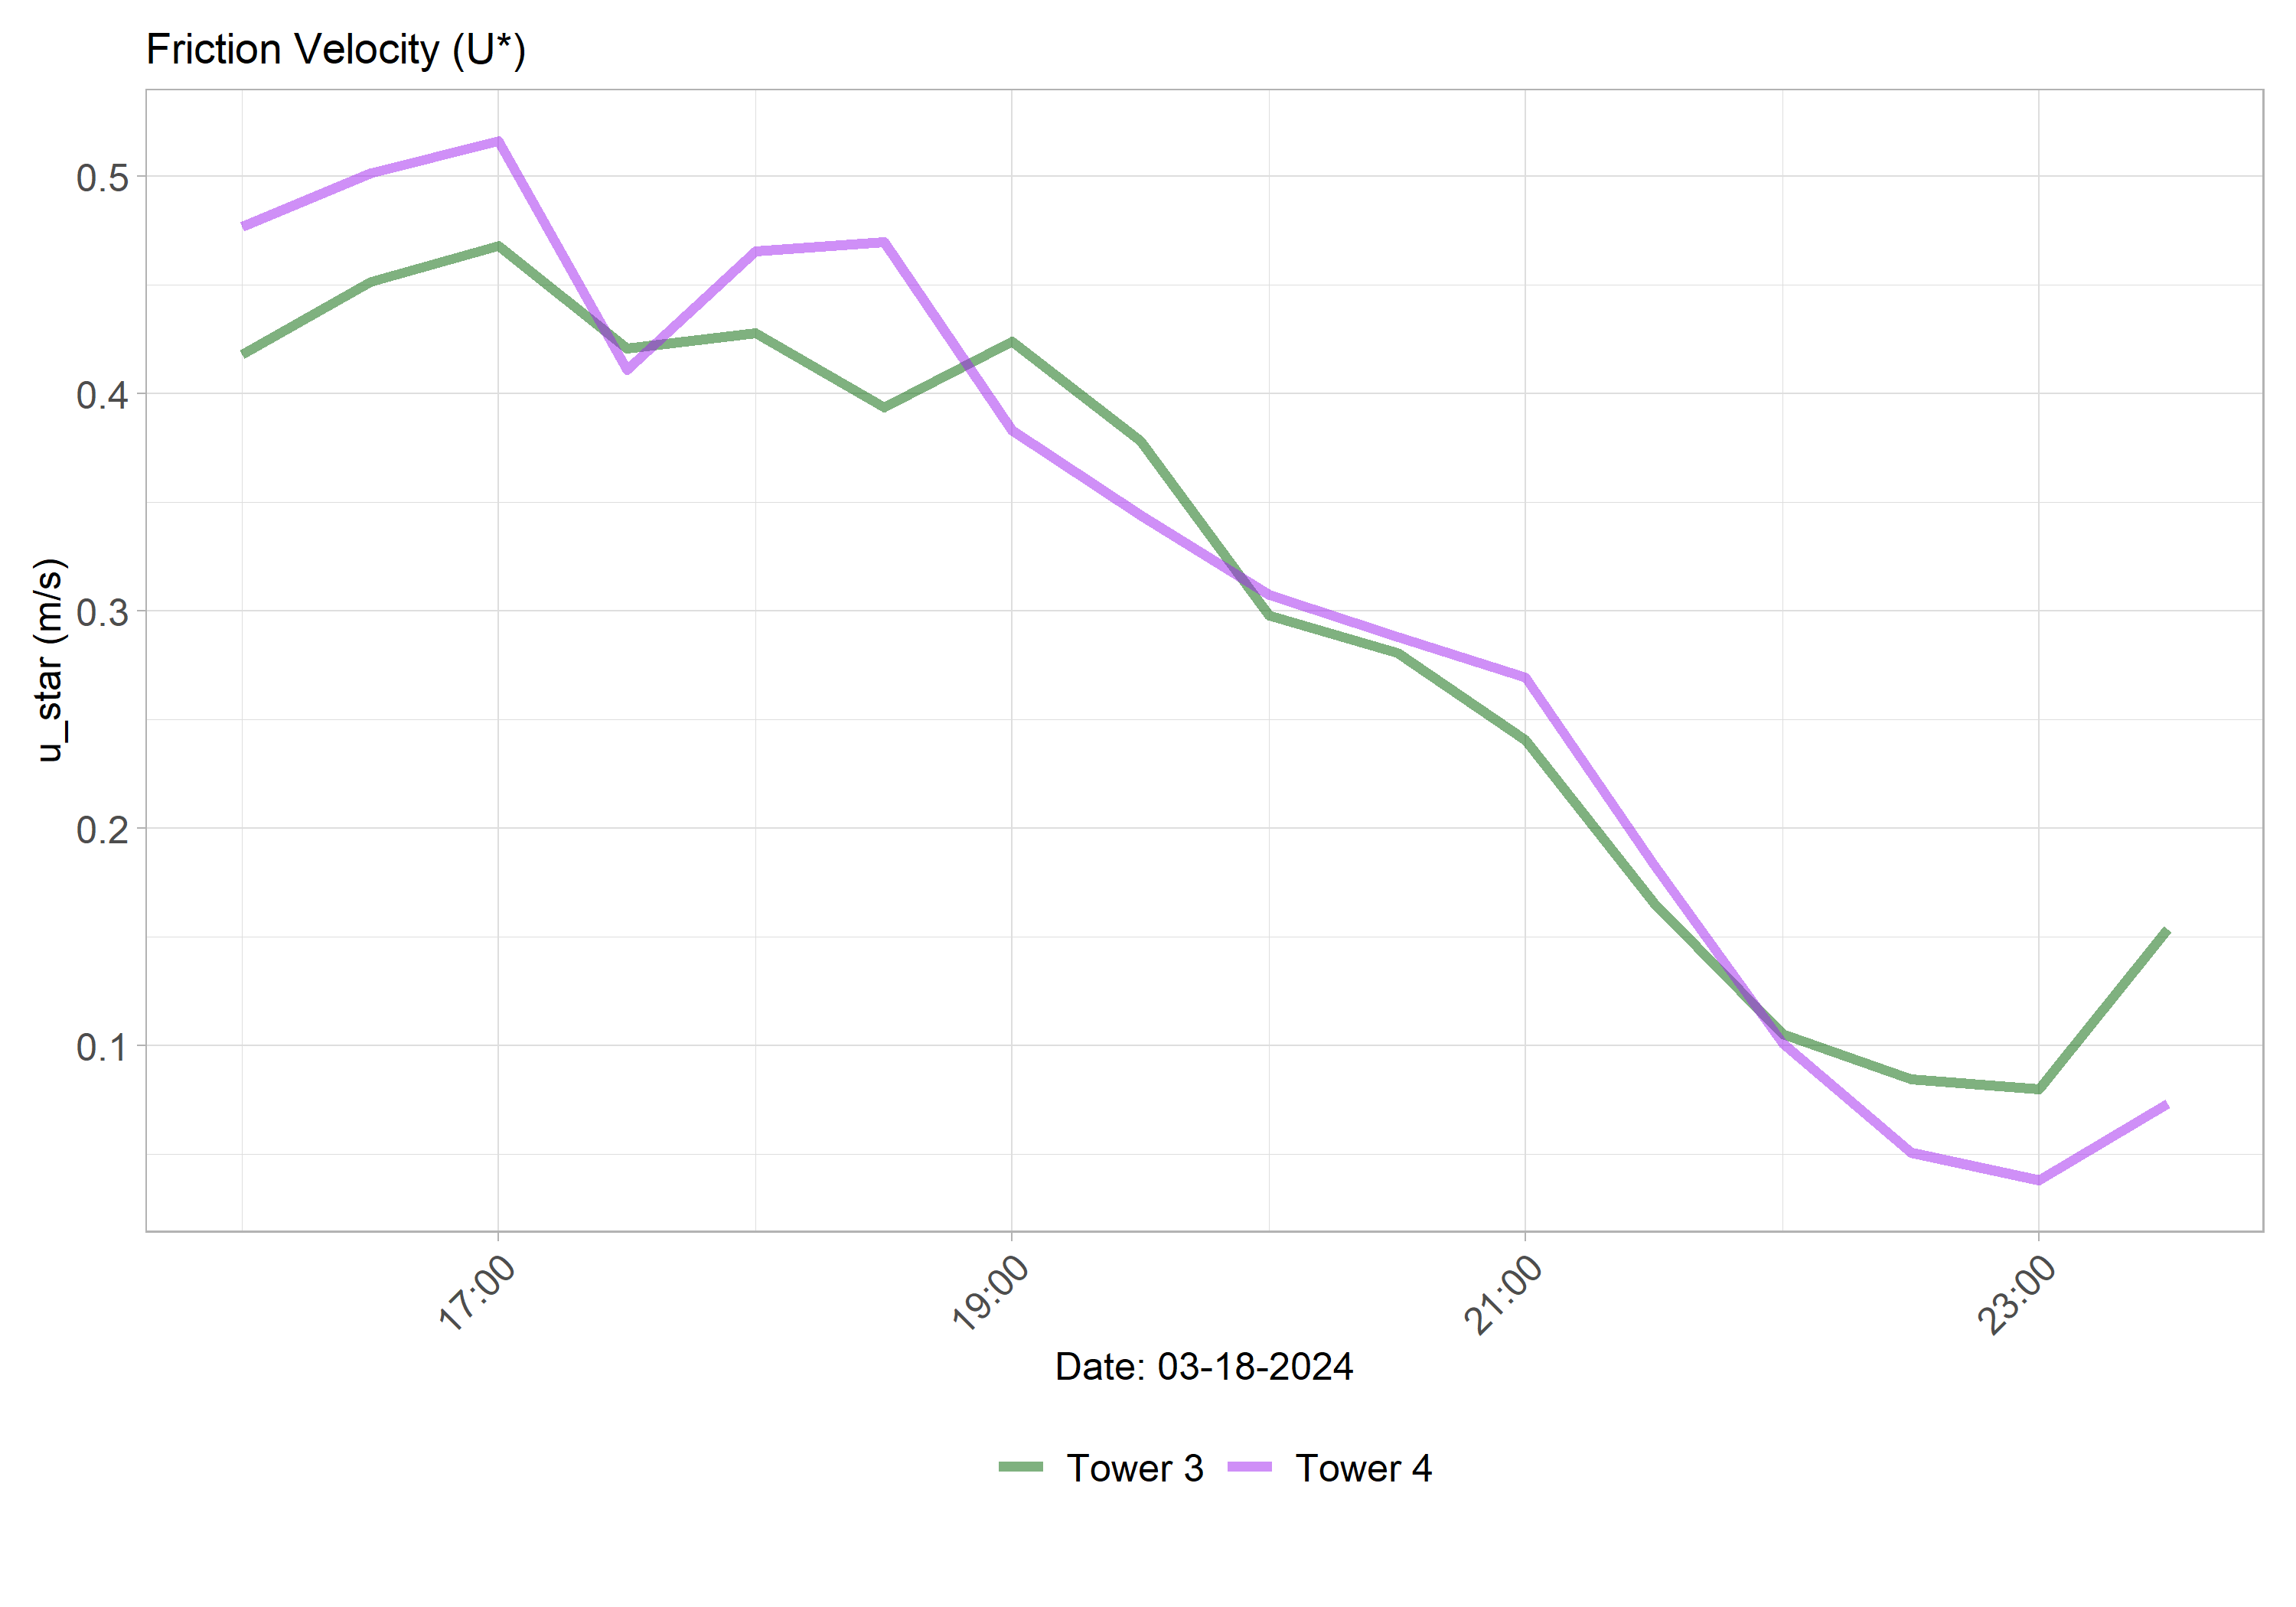 Friction Velocity (U*)
u_star (m/s)
0.5
0.4
0.3
0.2
0.1
17:00
19:00
21:00
23:00
Date: 03-18-2024
Tower 3
Tower 4